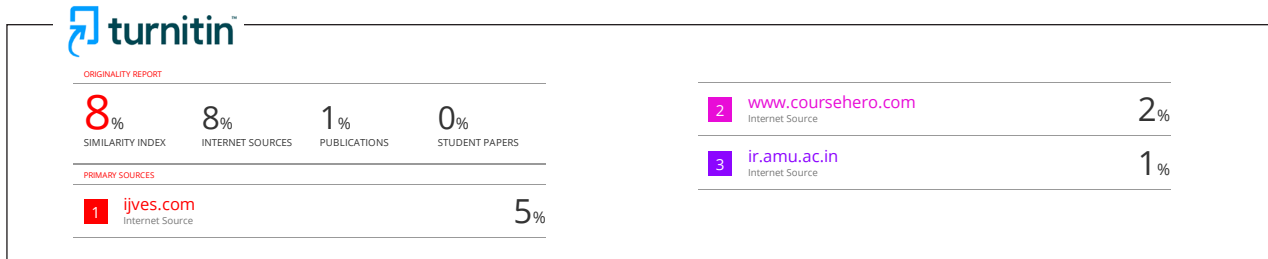 turnitin™
ORIGINALITY REPORT
8%
8%
1%
0%
SIMILARITY INDEX
INTERNET SOURCES
PUBLICATIONS
STUDENT PAPERS
PRIMARY SOURCES
1 ijves.com 5%
Internet Source
2 www.coursehero.com 2%
Internet Source
3 ir.amu.ac.in 1%
Internet Source